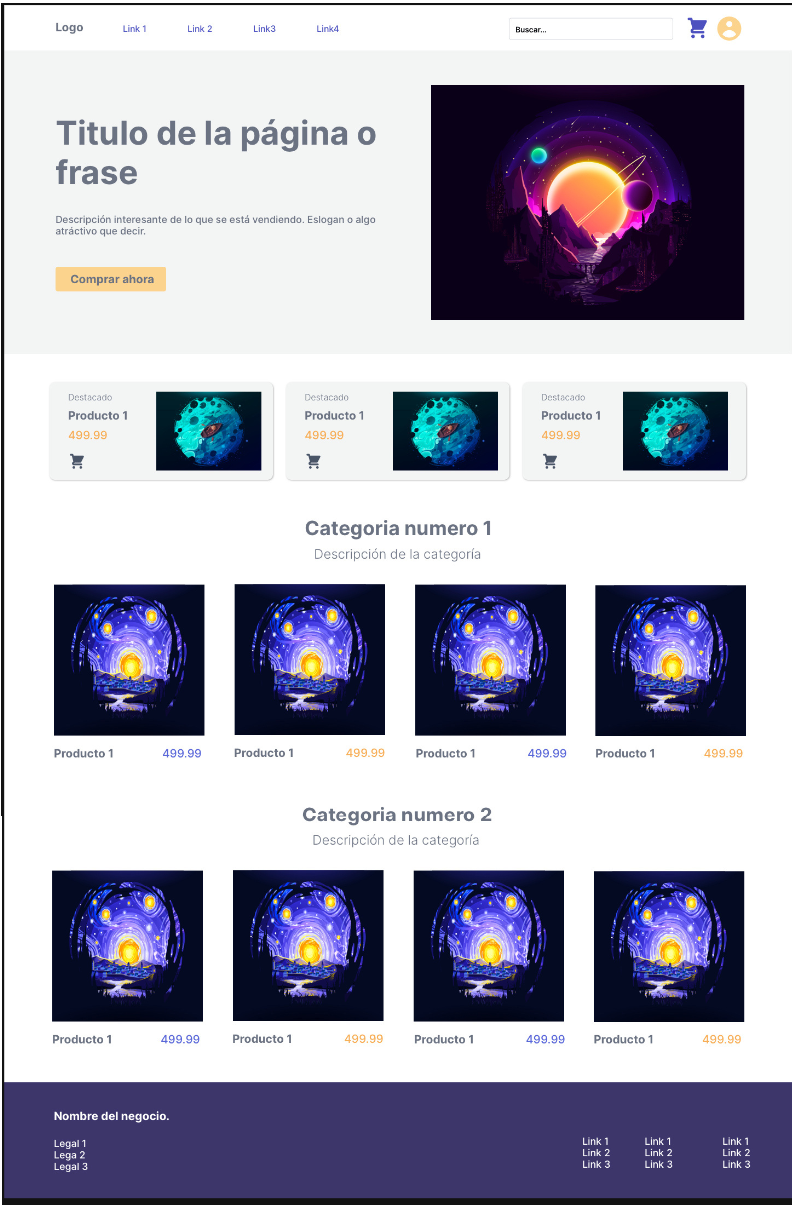 Logo
Link 1
Link 2
Link3
Link4
Buscar...
Titulo de la página o
frase
Descripción interesante de lo que se está vendiendo. Eslogan o algo
atráctivo que decir.
Comprar ahora
Destacado
Producto 1
499.99
Destacado
Producto 1
499.99
Destacado
Producto 1
499.99
Categoria numero 1
Descripción de la categoría
Producto 1
499.99
Producto 1
499.99
Producto 1
499.99
Producto 1
499.99
Categoria numero 2
Descripción de la categoría
Producto 1
499.99
Producto 1
499.99
Producto 1
499.99
Producto 1
499.99
Nombre del negocio.
Legal 1
Lega 2
Legal 3
Link 1
Link 2
Link 3
Link 1
Link 2
Link 3
Link 1
Link 2
Link 3